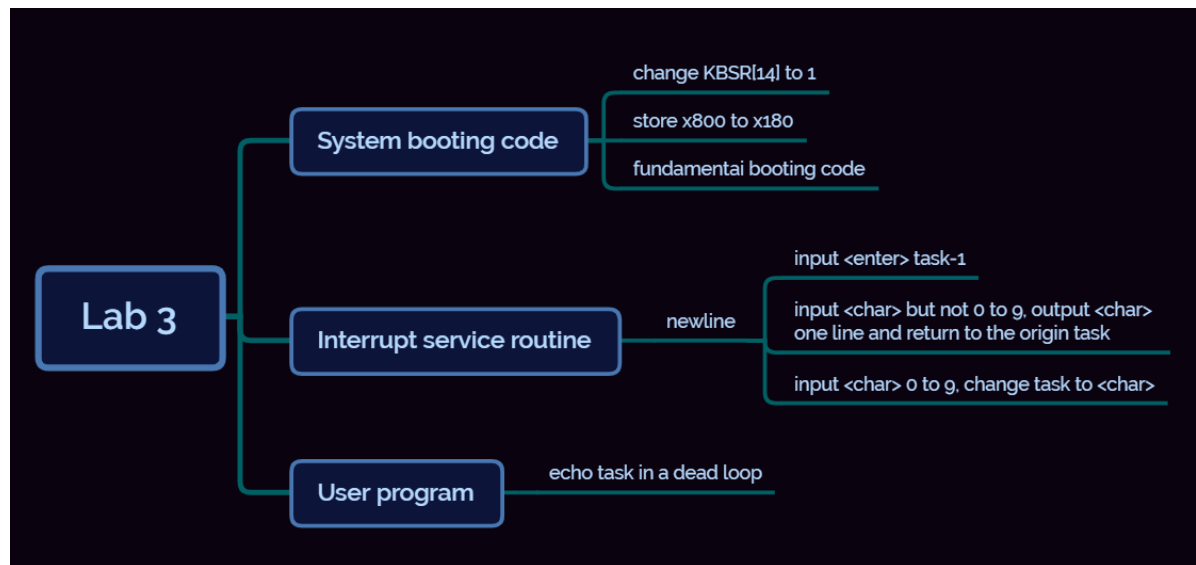 Lab 3
System booting code
change KBSR[14] to 1
store x800 to x180
fundamentai booting code
Interrupt service routine
newline
input <enter> task-1
input <char> but not 0 to 9, output <char>
one line and return to the origin task
input <char> 0 to 9, change task to <char>
User program
echo task in a dead loop